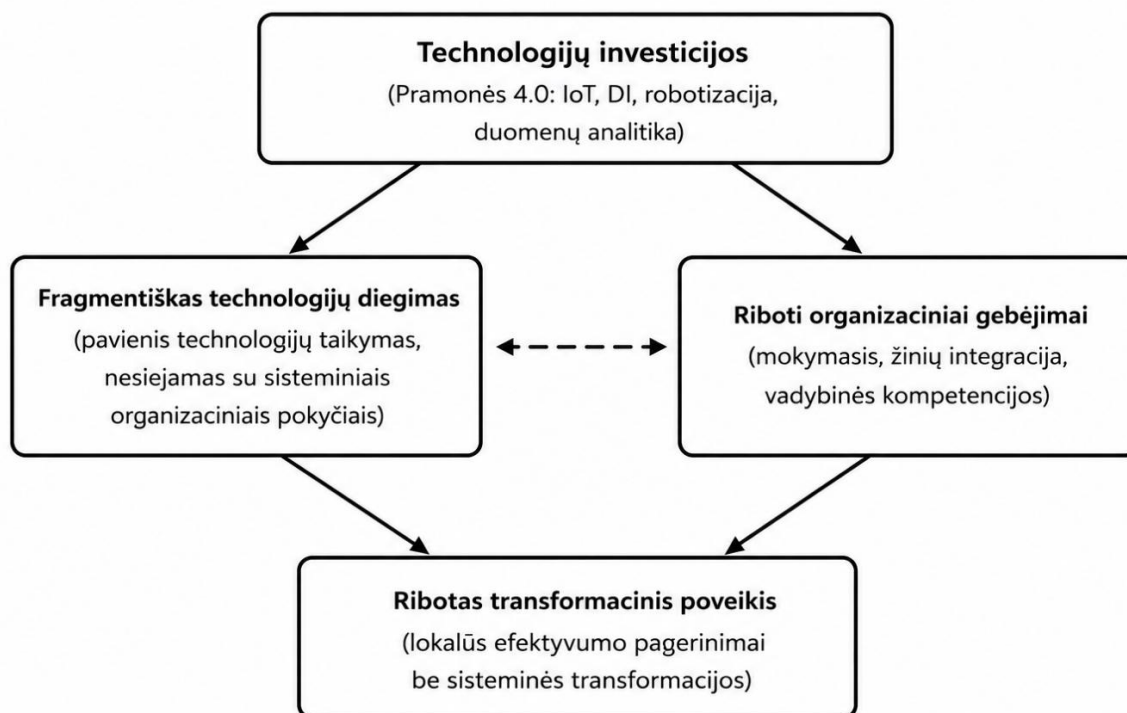 Technologijų investicijos
(Pramonės 4.0: IoT, DI, robotizacija,
duomenų analitika)
Fragmentiškas technologijų diegimas
(pavienis technologijų taikymas,
nesiejamas su sisteminiais
organizaciniais pokyčiais)
Riboti organizaciniai gebėjimai
(mokymasis, žinių integracija,
vadybinės kompetencijos)
Ribotas transformacinis poveikis
(lokalūs efektyvumo pagerinimai
be sisteminės transformacijos)